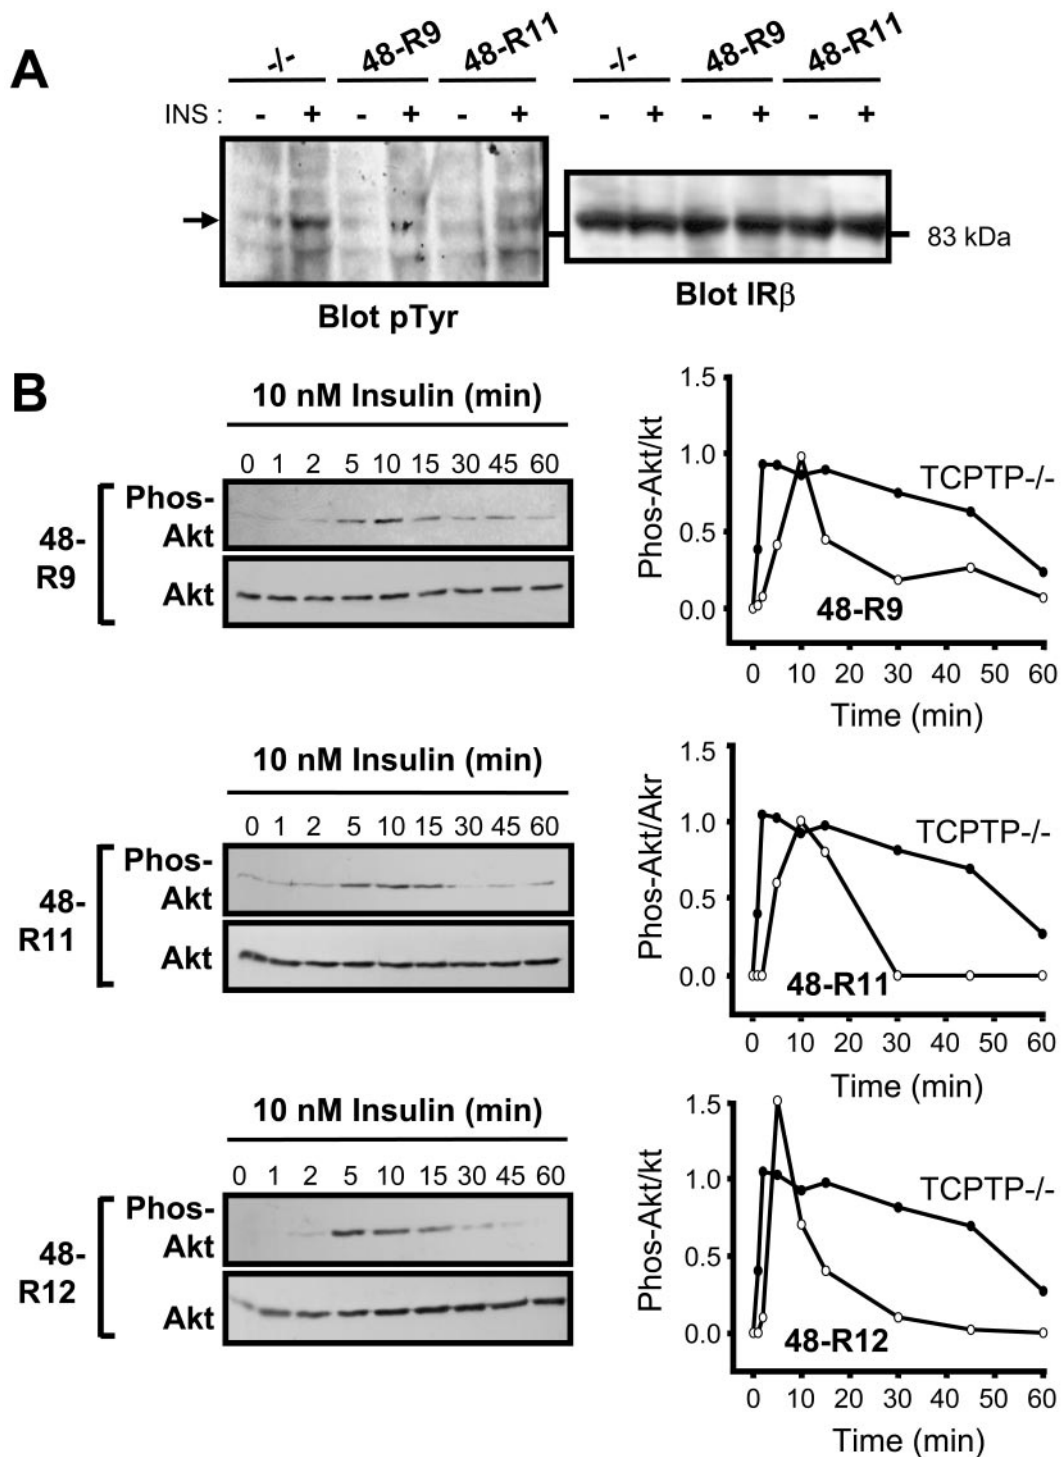 A
-/- 48-R9 48-R11 -/- 48-R9 48-R11
INS : - + - + - + - + - + - +
83 kDa
Blot pTyr
Blot IRβ
B
10 nM Insulin (min)
0 1 2 5 10 15 30 45 60
48-R9
Phos-Akt
Akt
1.5
1.0
0.5
0.0
Phos-Akt/kt
TCPTP-/-
48-R9
0 10 20 30 40 50 60
Time (min)
10 nM Insulin (min)
0 1 2 5 10 15 30 45 60
48-R11
Phos-Akt
Akt
1.5
1.0
0.5
0.0
Phos-Akt/Akr
TCPTP-/-
48-R11
0 10 20 30 40 50 60
Time (min)
10 nM Insulin (min)
0 1 2 5 10 15 30 45 60
48-R12
Phos-Akt
Akt
1.5
1.0
0.5
0.0
Phos-Akt/kt
TCPTP-/-
48-R12
0 10 20 30 40 50 60
Time (min)